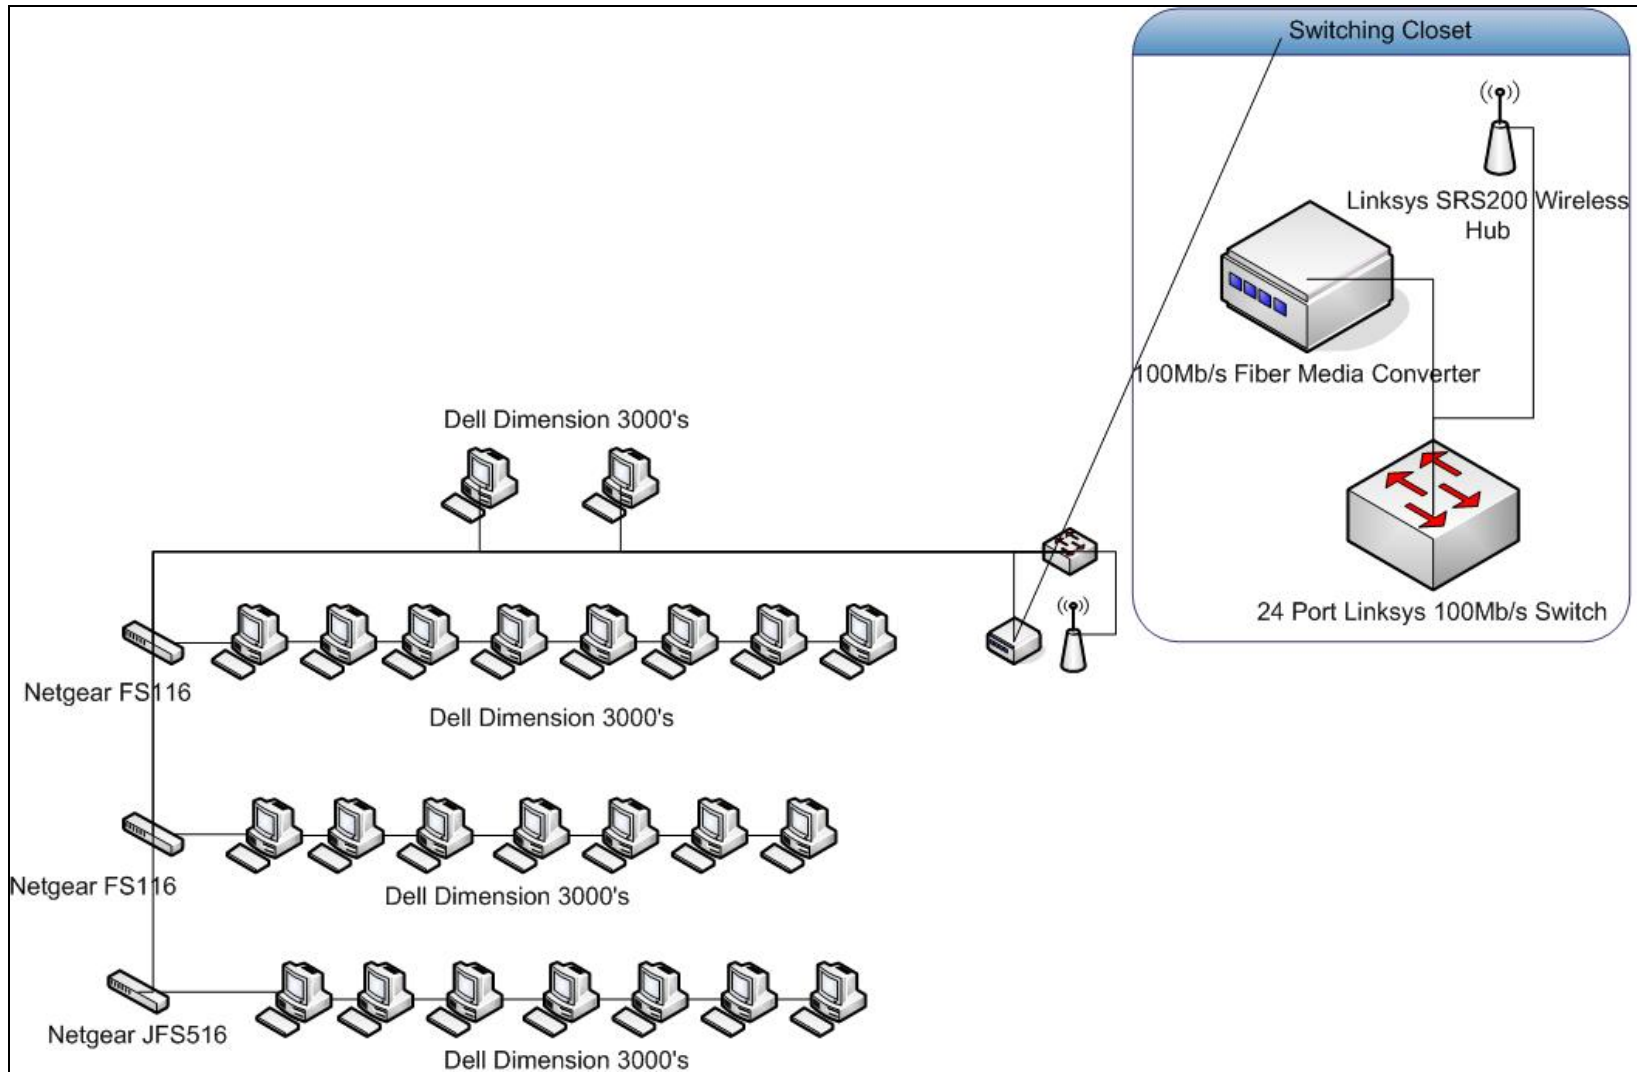 Switching Closet
Linksys SRS200 Wireless
Hub
100Mb/s Fiber Media Converter
24 Port Linksys 100Mb/s Switch
Dell Dimension 3000's
Netgear FS116
Dell Dimension 3000's
Netgear FS116
Dell Dimension 3000's
Netgear JFS516
Dell Dimension 3000's